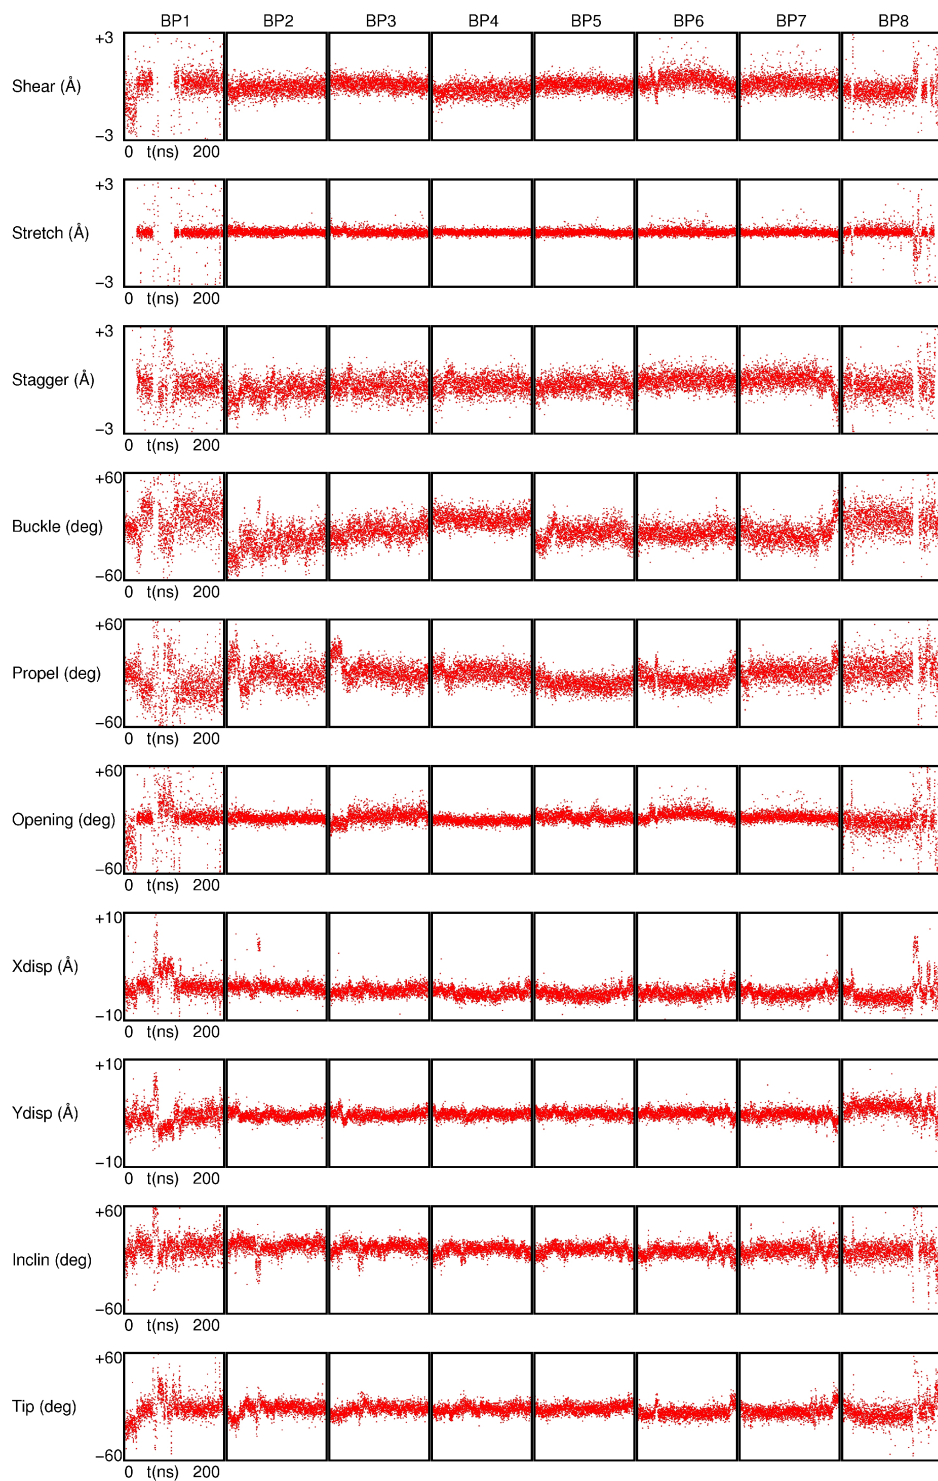 BP1 BP2 BP3 BP4 BP5 BP6 BP7 BP8
+3
Shear (Å)
−3
0 t(ns) 200
+3
Stretch (Å)
−3
0 t(ns) 200
+3
Stagger (Å)
−3
0 t(ns) 200
+60
Buckle (deg)
−60
0 t(ns) 200
+60
Propel (deg)
−60
0 t(ns) 200
+60
Opening (deg)
−60
0 t(ns) 200
+10
Xdisp (Å)
−10
0 t(ns) 200
+10
Ydisp (Å)
−10
0 t(ns) 200
+60
Inclin (deg)
−60
0 t(ns) 200
+60
Tip (deg)
−60
0 t(ns) 200